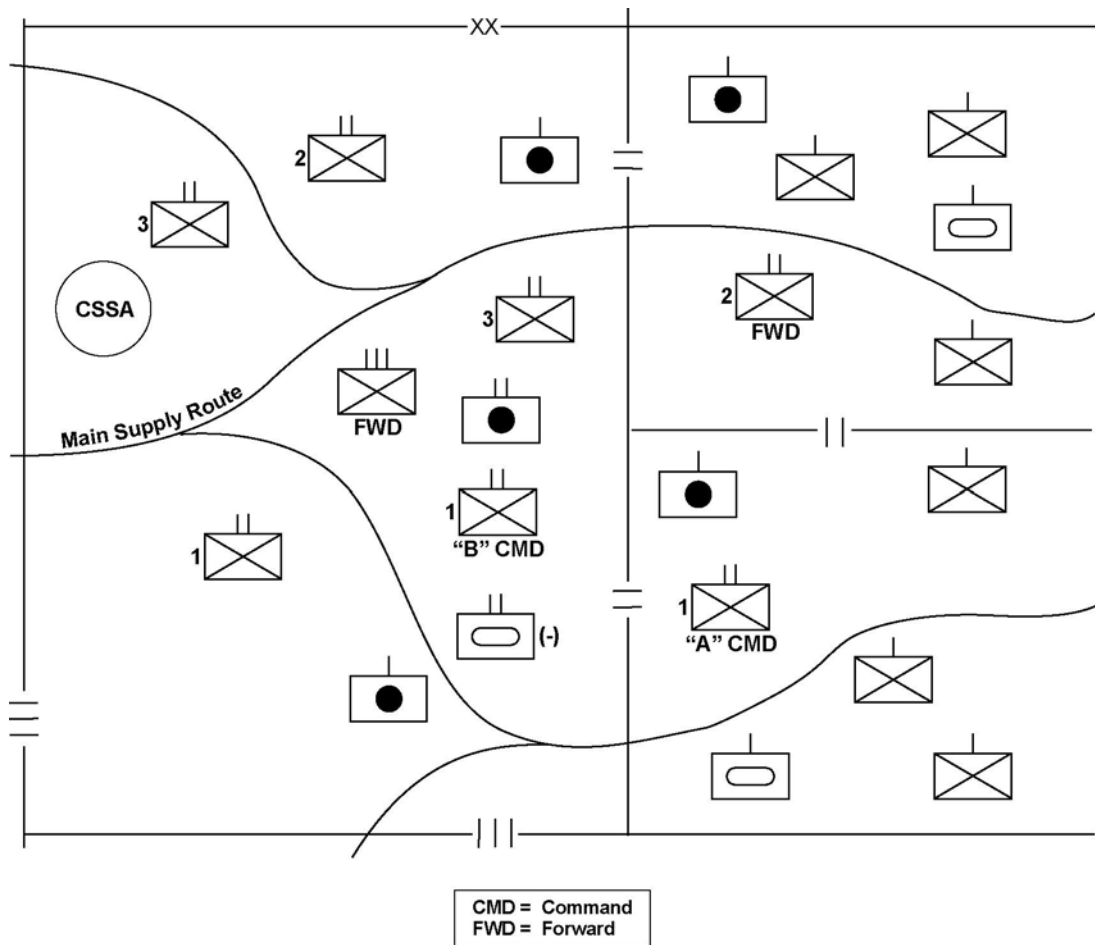 XX
2
3
CSSA
3
2
FWD
FWD
Main Supply Route
1
“B” CMD
1
1
“A” CMD
(-)
CMD = Command
FWD = Forward